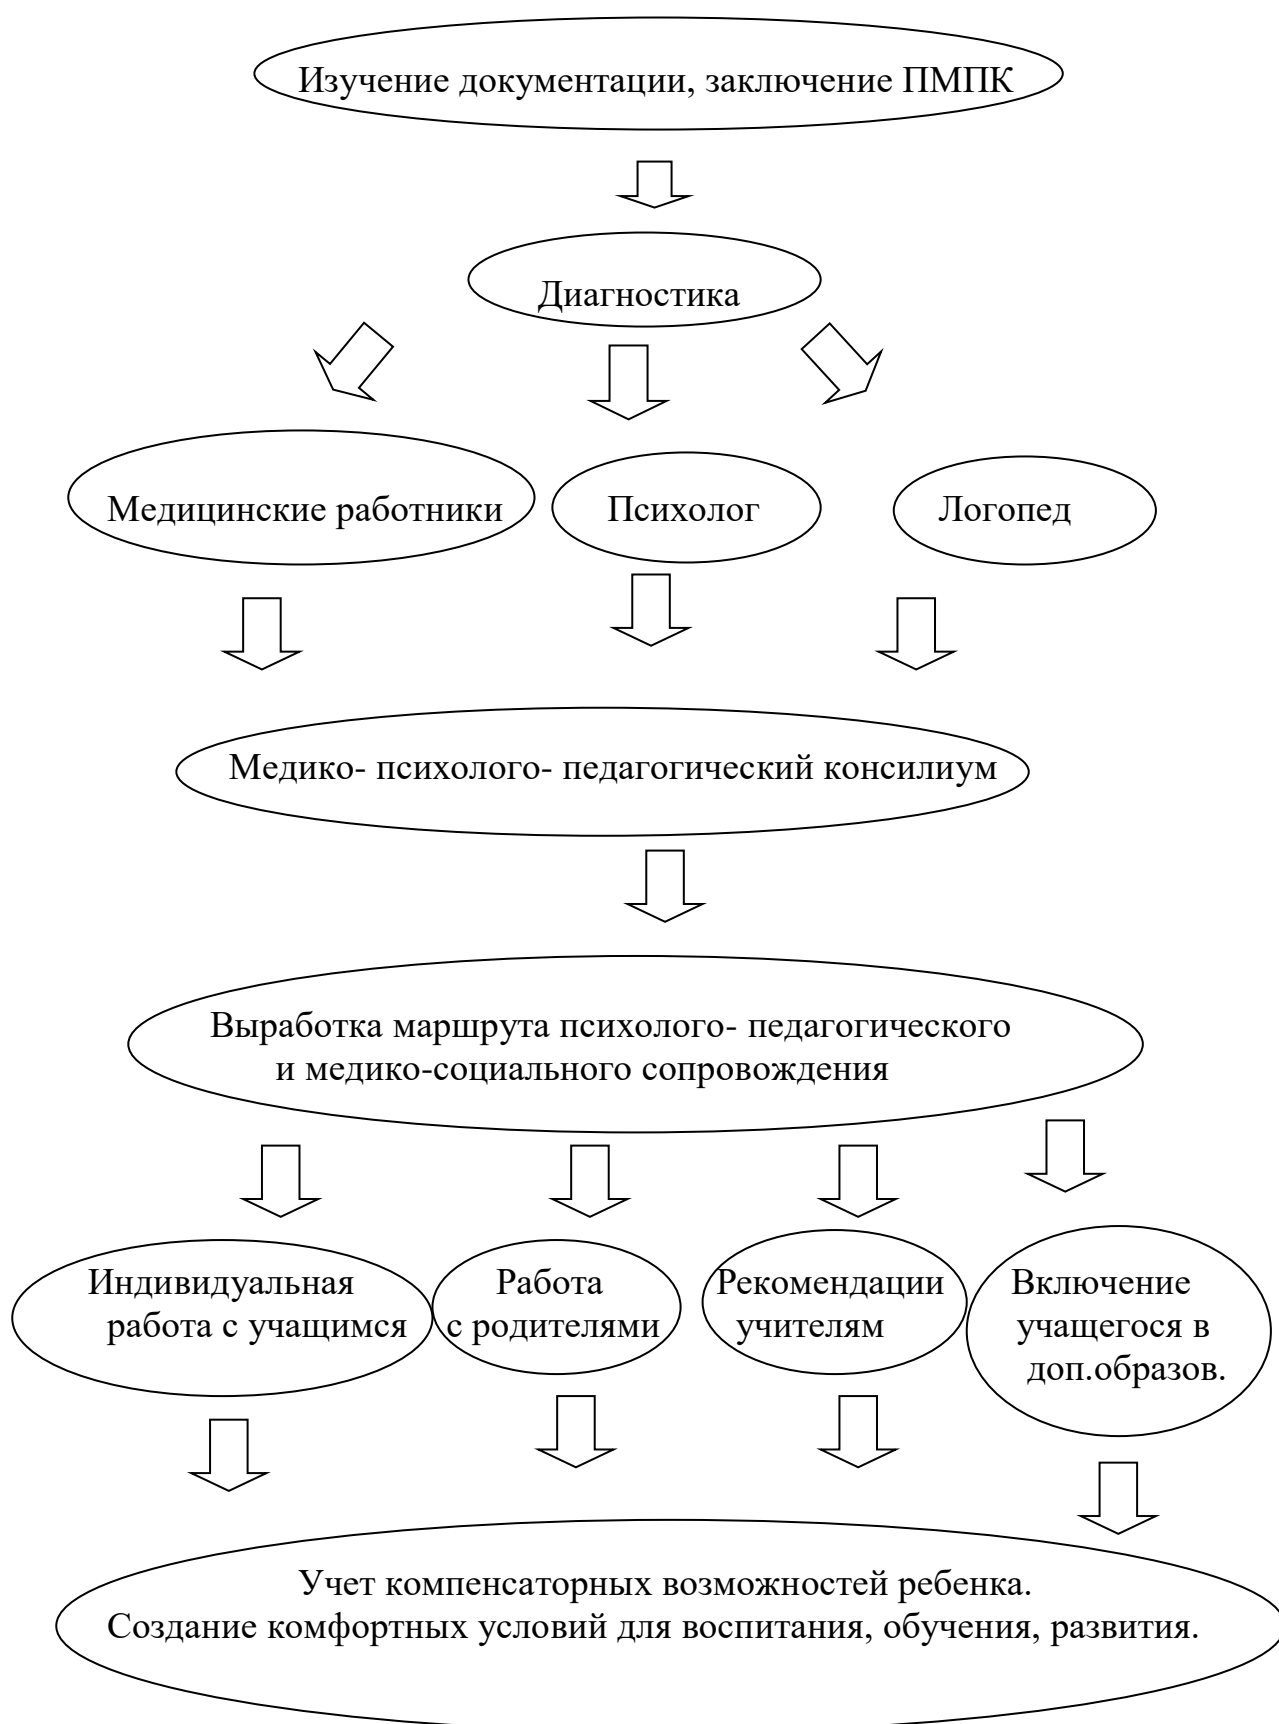 Изучение документации, заключение ПМПК
Диагностика
Медицинские работники
Психолог
Логопед
Медико- психолого- педагогический консилиум
Выработка маршрута психолого- педагогического
и медико-социального сопровождения
Индивидуальная
работа с учащимся
Работа
с родителями
Рекомендации
учителям
Включение
учащегося в
доп.образов.
Учет компенсаторных возможностей ребенка.
Создание комфортных условий для воспитания, обучения, развития.